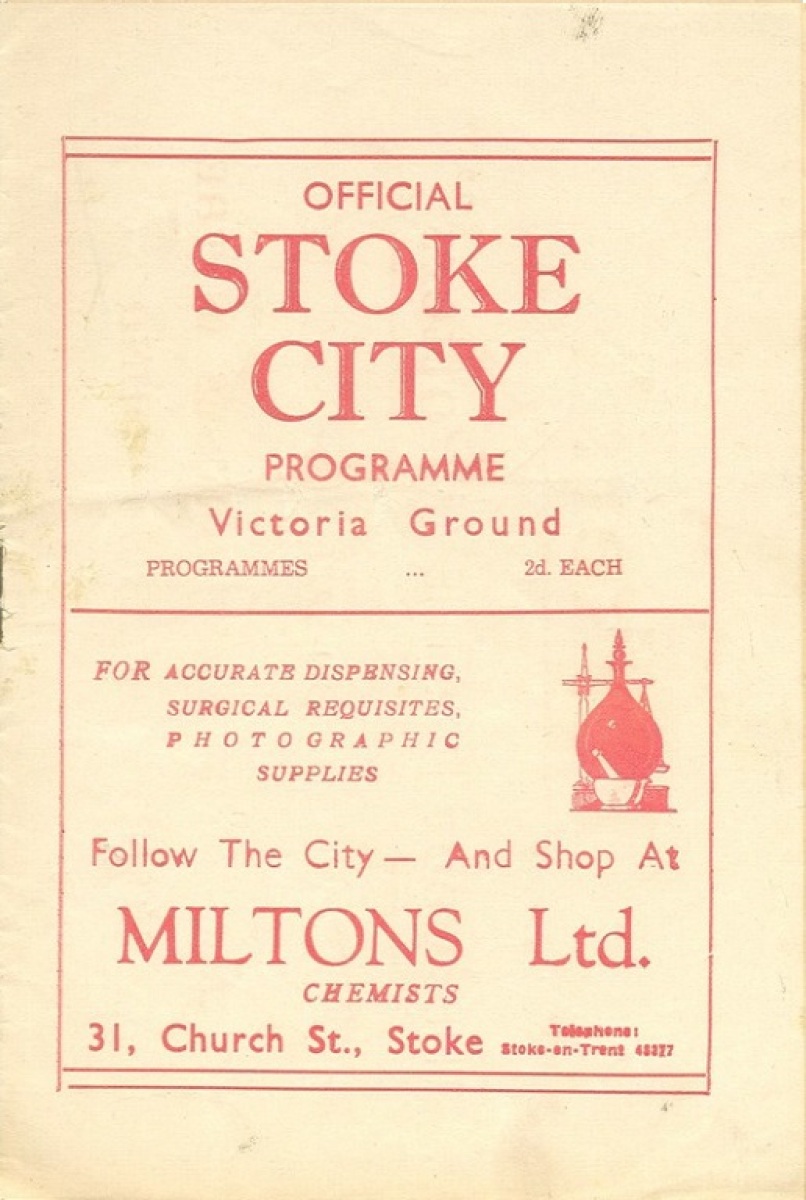 OFFICIAL
STOKE
CITY
PROGRAMME
Victoria Ground
PROGRAMMES ... 2d. EACH
FOR ACCURATE DISPENSING,
SURGICAL REQUISITES,
PHOTOGRAPHIC
SUPPLIES
Follow The City — And Shop At
MILTONS Ltd.
CHEMISTS
31, Church St., Stoke
Telephone:
Stoke-on-Trent